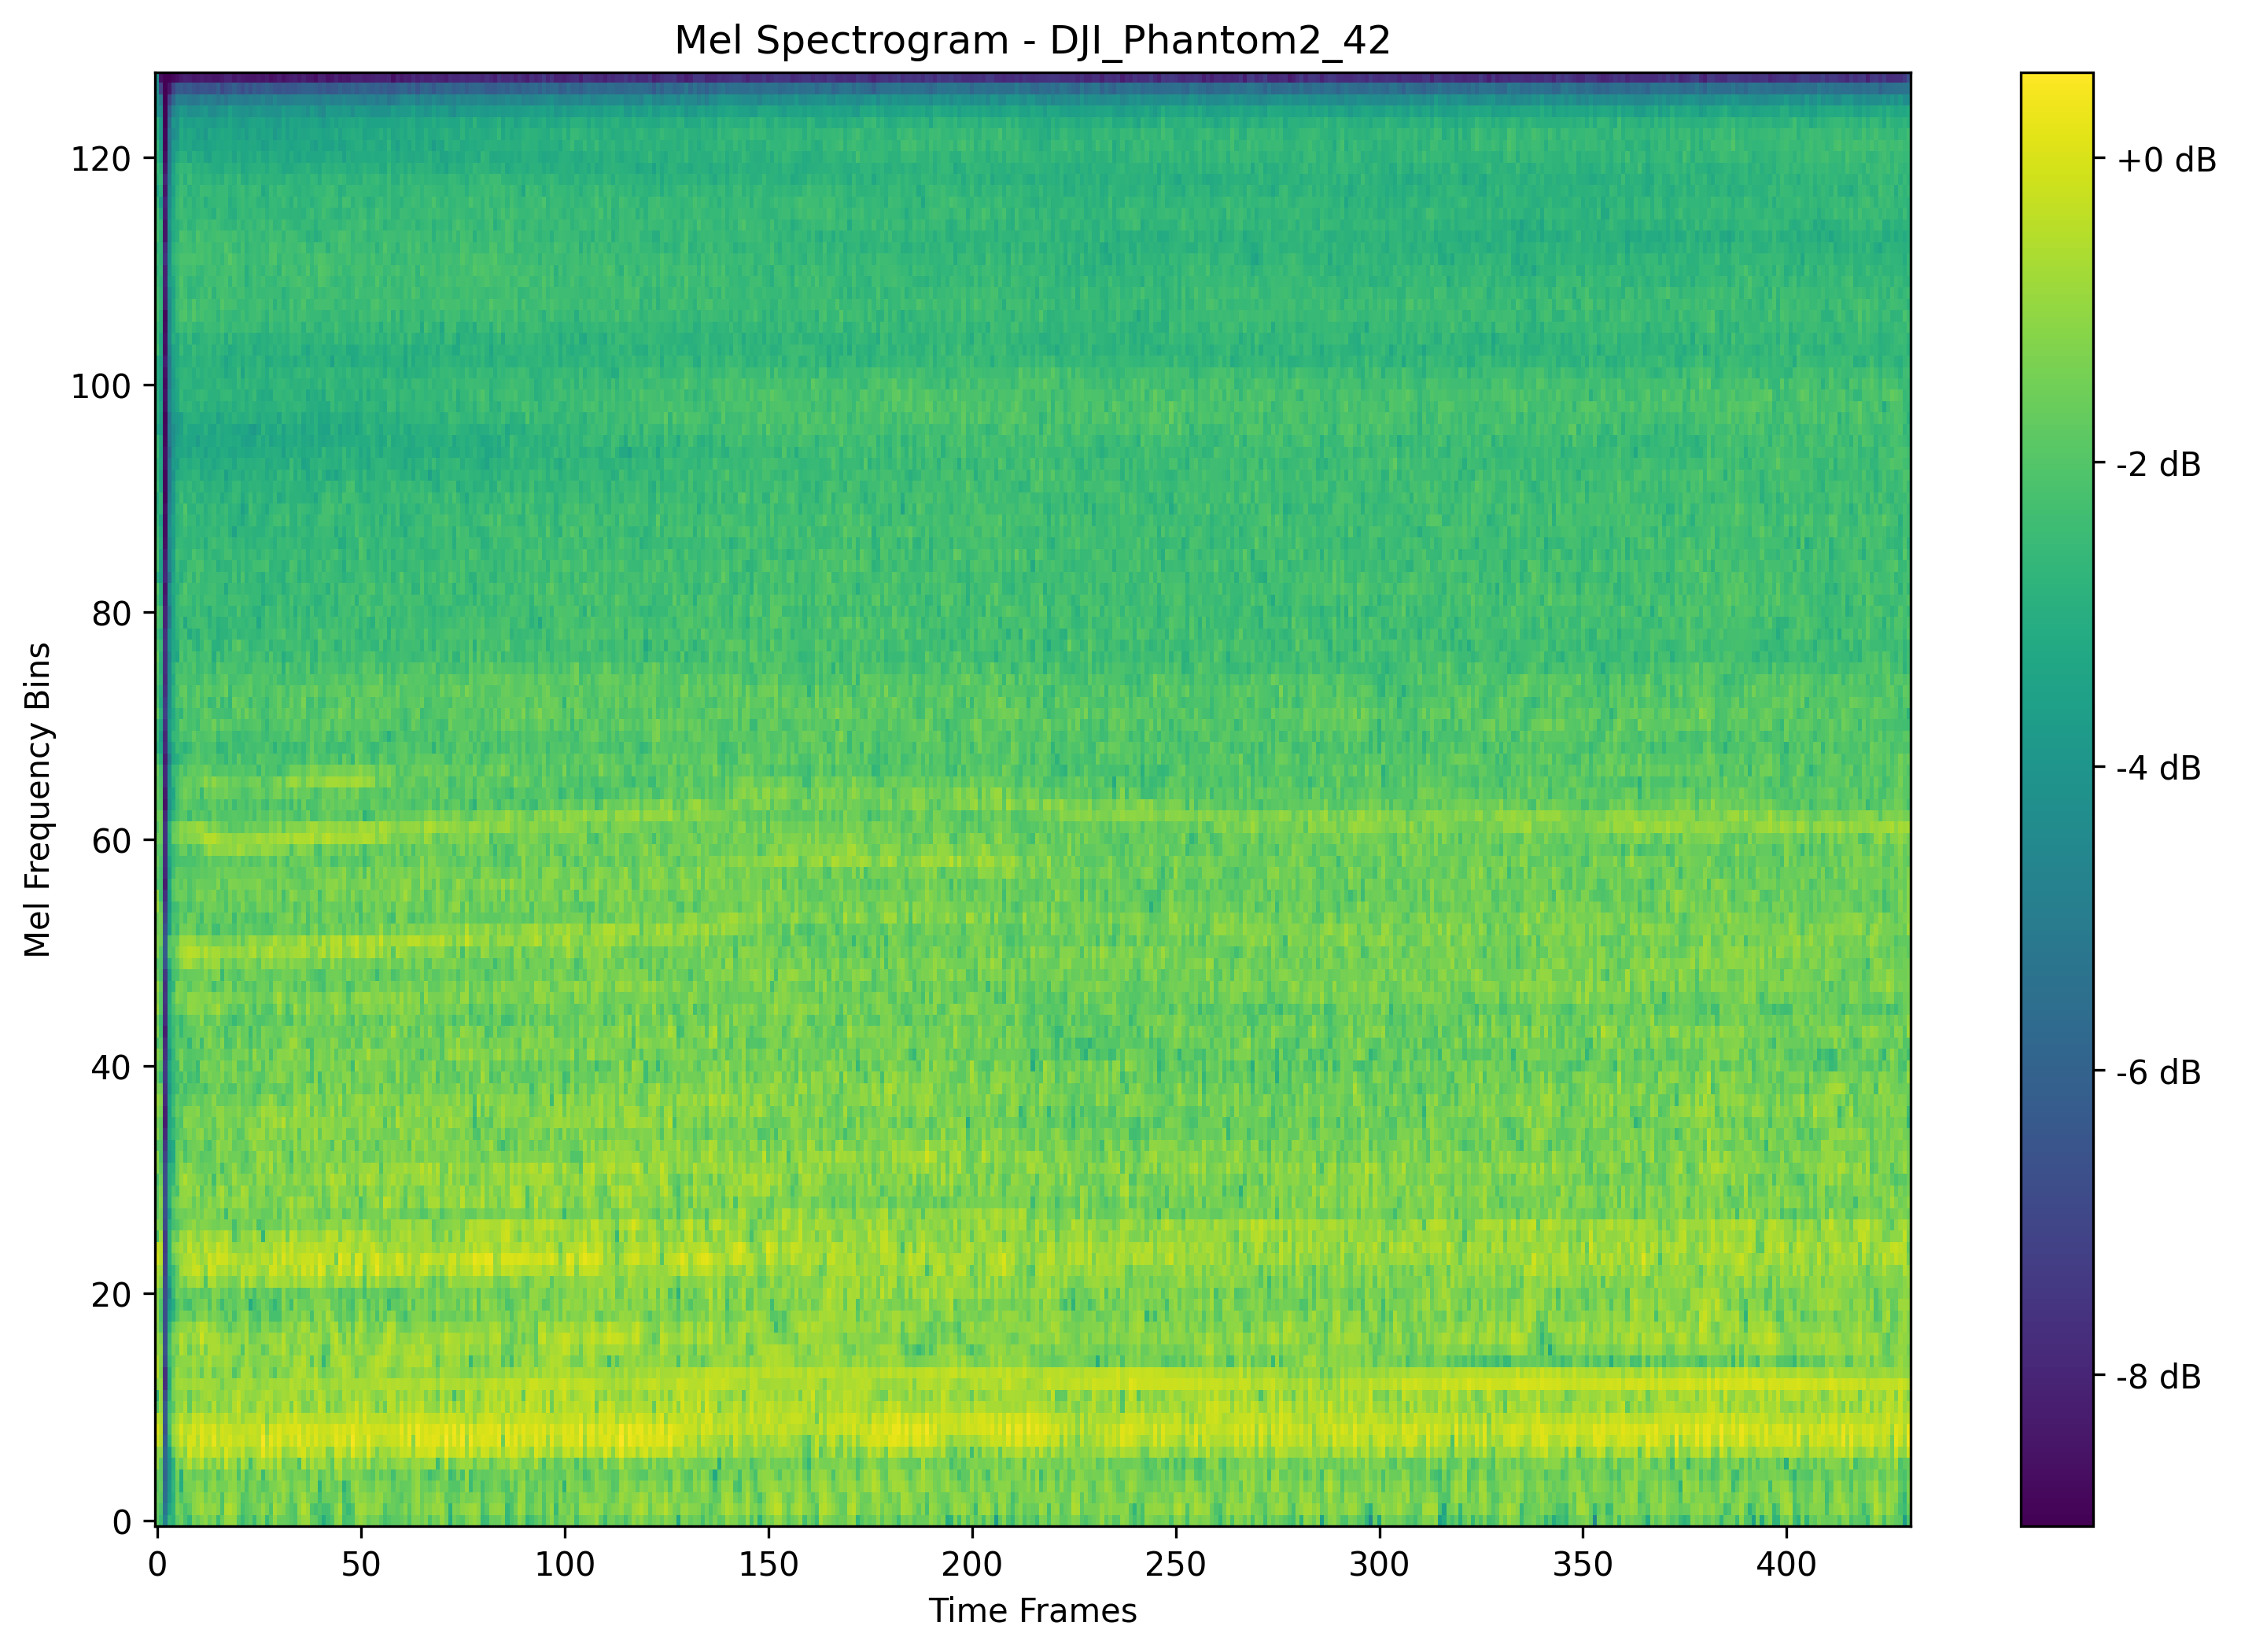 Mel Spectrogram - DJI_Phantom2_42
Mel Frequency Bins
120
100
80
60
40
20
0
0 50 100 150 200 250 300 350 400
Time Frames
+0 dB
-2 dB
-4 dB
-6 dB
-8 dB